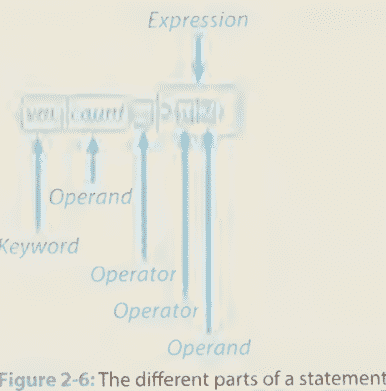 Expression
var count
Operand
Keyword
Operator
Operator
Operand
Figure 2-6: The different parts of a statement